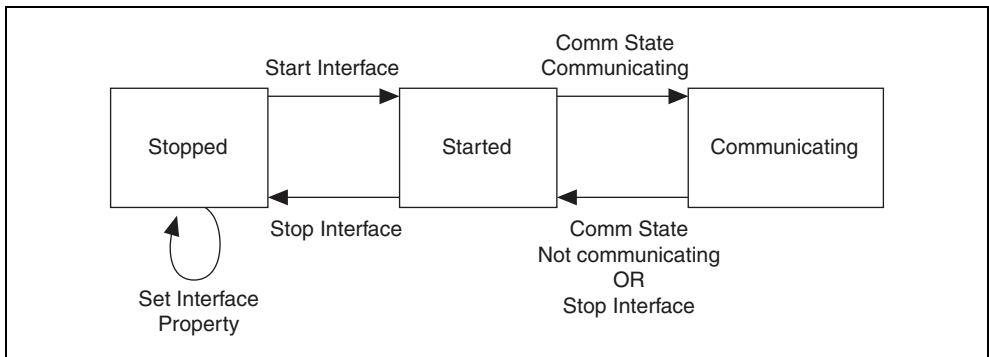 Comm State
Communicating
Start Interface
Stopped
Started
Communicating
Stop Interface
Comm State
Not communicating
OR
Stop Interface
Set Interface
Property